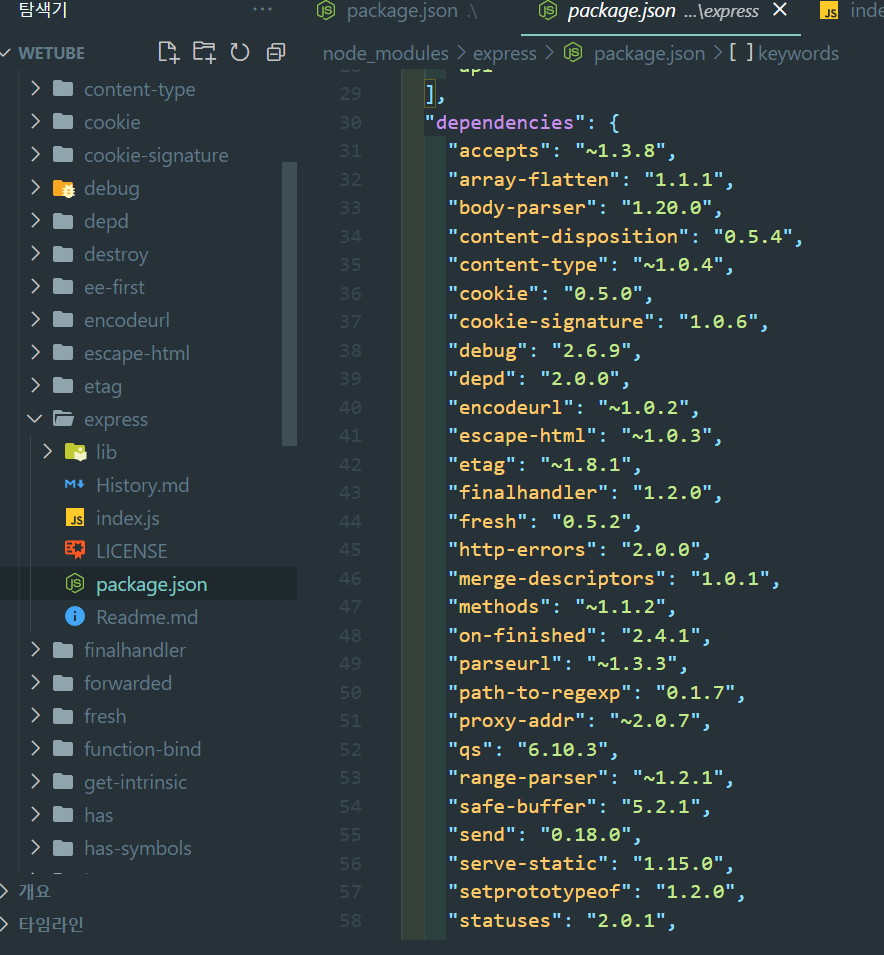 탐색기 ···
package.json .\
package.json ...\express
WETUBE
node_modules > express > package.json > [ ] keywords
content-type
cookie
cookie-signature
debug
depd
destroy
ee-first
encodeurl
escape-html
etag
express
lib
History.md
index.js
LICENSE
package.json
Readme.md
finalhandler
forwarded
fresh
function-bind
get-intrinsic
has
has-symbols
개요
타임라인
29 ],
30 "dependencies": {
31 "accepts": "~1.3.8",
32 "array-flatten": "1.1.1",
33 "body-parser": "1.20.0",
34 "content-disposition": "0.5.4",
35 "content-type": "~1.0.4",
36 "cookie": "0.5.0",
37 "cookie-signature": "1.0.6",
38 "debug": "2.6.9",
39 "depd": "2.0.0",
40 "encodeurl": "~1.0.2",
41 "escape-html": "~1.0.3",
42 "etag": "~1.8.1",
43 "finalhandler": "1.2.0",
44 "fresh": "0.5.2",
45 "http-errors": "2.0.0",
46 "merge-descriptors": "1.0.1",
47 "methods": "~1.1.2",
48 "on-finished": "2.4.1",
49 "parseurl": "~1.3.3",
50 "path-to-regexp": "0.1.7",
51 "proxy-addr": "~2.0.7",
52 "qs": "6.10.3",
53 "range-parser": "~1.2.1",
54 "safe-buffer": "5.2.1",
55 "send": "0.18.0",
56 "serve-static": "1.15.0",
57 "setprototypeof": "1.2.0",
58 "statuses": "2.0.1",